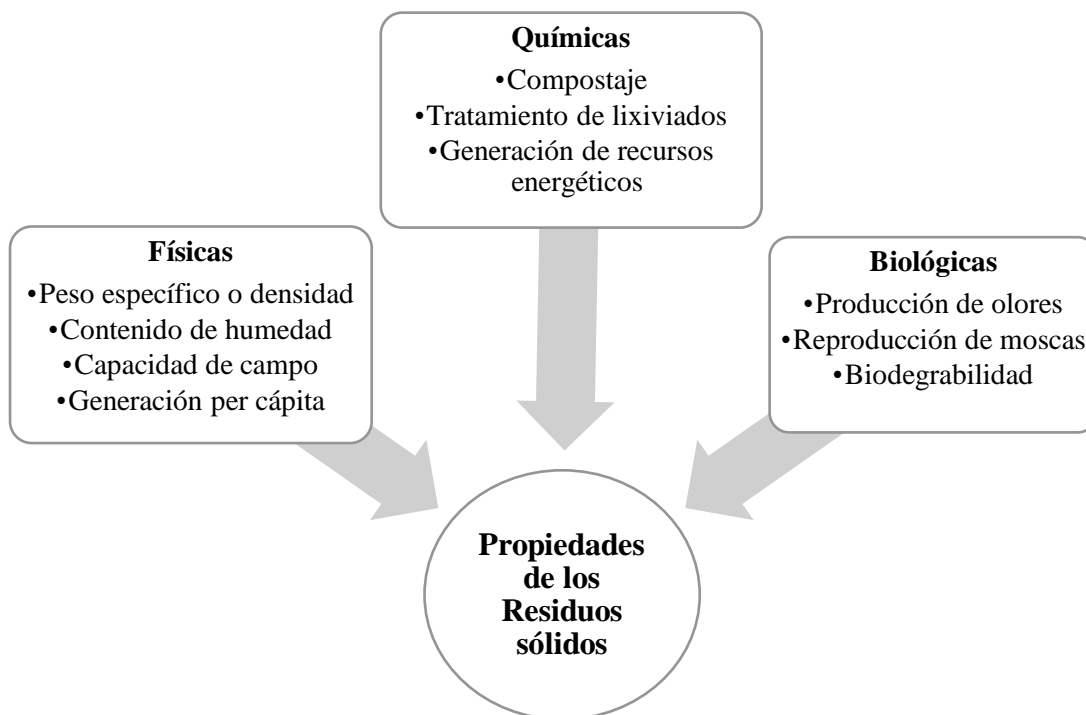 Químicas
•Compostaje
•Tratamiento de lixiviados
•Generación de recursos
energéticos
Físicas
•Peso específico o densidad
•Contenido de humedad
•Capacidad de campo
•Generación per cápita
Biológicas
•Producción de olores
•Reproducción de moscas
•Biodegrabilidad
Propiedades
de los
Residuos
sólidos